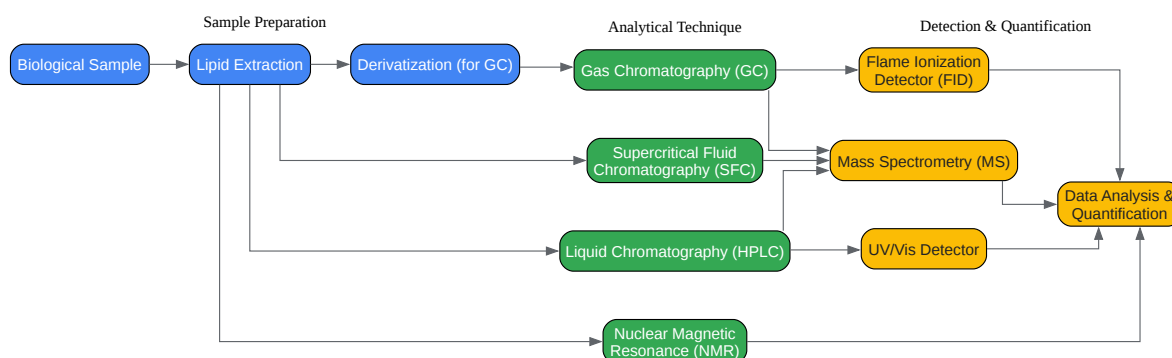 Sample Preparation
Analytical Technique
Detection & Quantification
Biological Sample
Lipid Extraction
Derivatization (for GC)
Gas Chromatography (GC)
Flame Ionization
Detector (FID)
Supercritical Fluid
Chromatography (SFC)
Mass Spectrometry (MS)
Data Analysis &
Quantification
Liquid Chromatography (HPLC)
UV/Vis Detector
Nuclear Magnetic
Resonance (NMR)